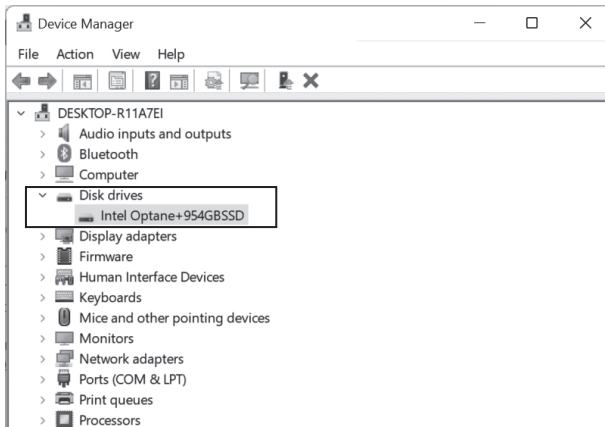 Device Manager
File Action View Help
DESKTOP-R11A7EI
Audio inputs and outputs
Bluetooth
Computer
Disk drives
Intel Optane+954GBSSD
Display adapters
Firmware
Human Interface Devices
Keyboards
Mice and other pointing devices
Monitors
Network adapters
Ports (COM & LPT)
Print queues
Processors